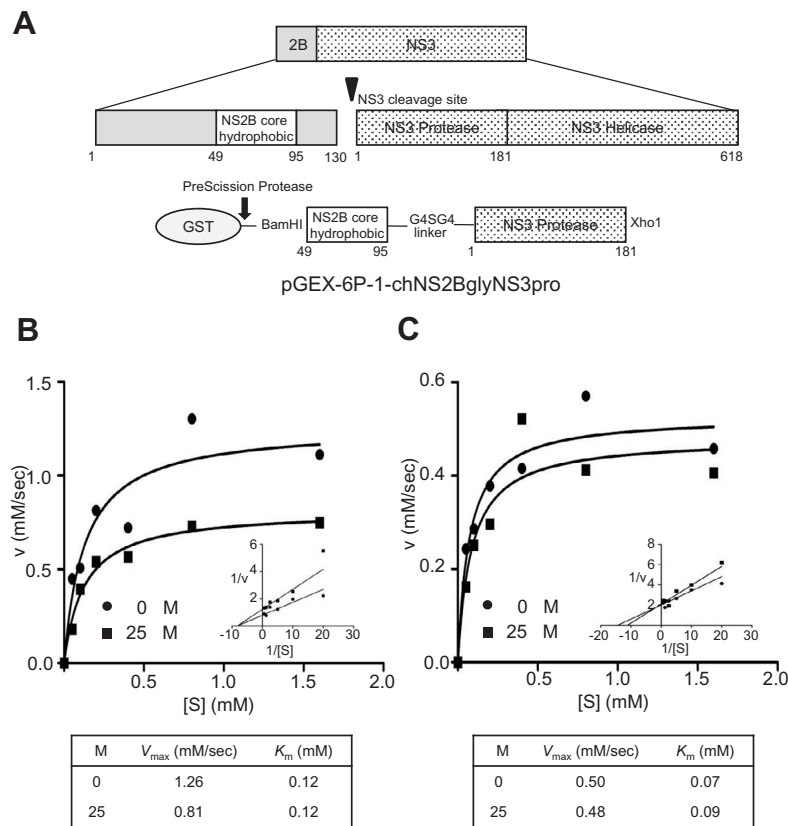 A
2B
NS3
NS3 cleavage site
NS2B core
hydrophobic
NS3 Protease
NS3 Helicase
1
49
95
130
1
181
618
PreScission Protease
GST
BamHI
NS2B core
hydrophobic
G4SG4
linker
NS3 Protease
Xho1
49
95
1
181
pGEX-6P-1-chNS2BglyNS3pro
B
1.5
1.0
0.5
0.0
v (mM/sec)
0 M
25 M
6
4
2
1/v
-10
0
10
20
30
1/[S]
0.5
1.0
1.5
2.0
[S] (mM)
M Vmax (mM/sec) Km (mM)
0 1.26 0.12
25 0.81 0.12
C
0.6
0.4
0.2
0.0
v (mM/sec)
0 M
25 M
8
6
4
2
1/v
-20
-10
0
10
20
30
1/[S]
0.5
1.0
1.5
2.0
[S] (mM)
M Vmax (mM/sec) Km (mM)
0 0.50 0.07
25 0.48 0.09